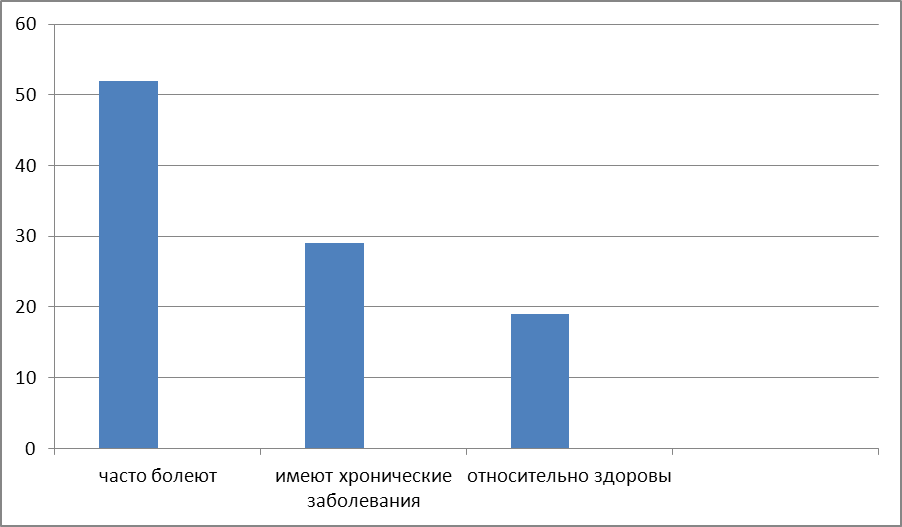 60
50
40
30
20
10
0
часто болеют
имеют хронические
заболевания
относительно здоровы